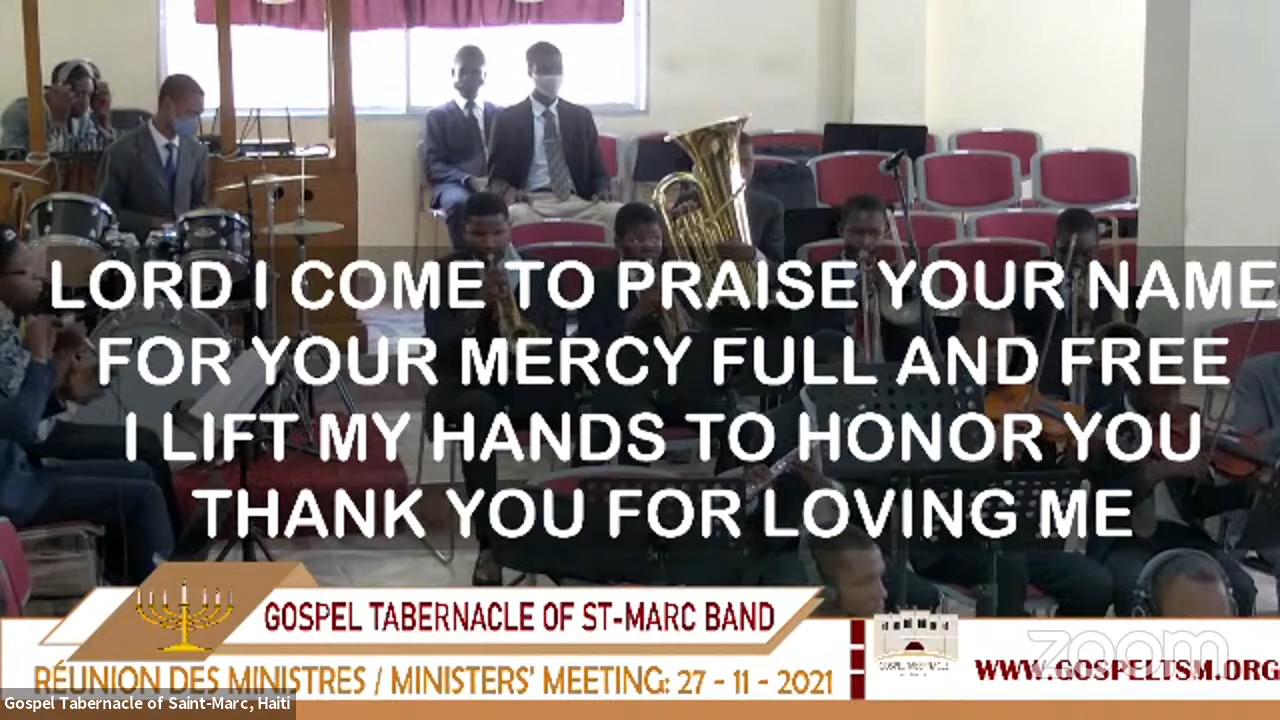 LORD I COME TO PRAISE YOUR NAME
FOR YOUR MERCY FULL AND FREE
I LIFT MY HANDS TO HONOR YOU
THANK YOU FOR LOVING ME
GOSPEL TABERNACLE OF ST-MARC BAND
RÉUNION DES MINISTRES / MINISTERS' MEETING: 27 - 11 - 2021
GOSPEL TABERNACLE
zoom
WWW.GOSPELTSM.ORG
Gospel Tabernacle of Saint-Marc, Haiti